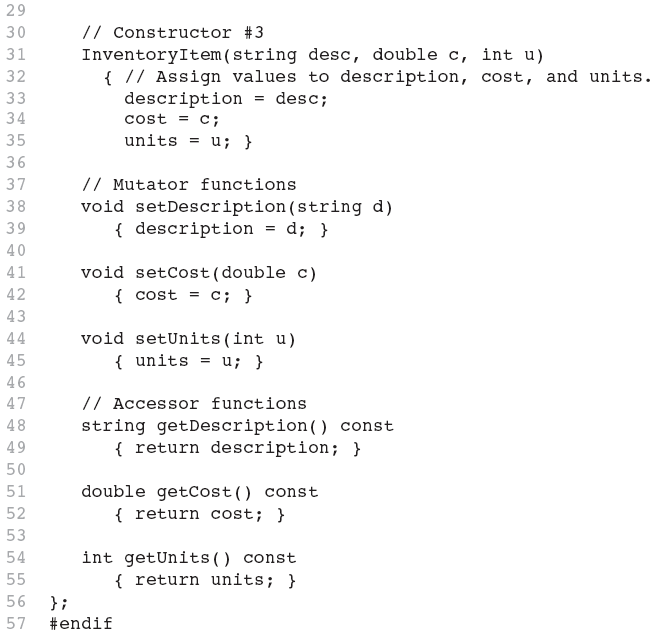 29
30 // Constructor #3
31 InventoryItem(string desc, double c, int u)
32 { // Assign values to description, cost, and units.
33 description = desc;
34 cost = c;
35 units = u; }
36
37 // Mutator functions
38 void setDescription(string d)
39 { description = d; }
40
41 void setCost(double c)
42 { cost = c; }
43
44 void setUnits(int u)
45 { units = u; }
46
47 // Accessor functions
48 string getDescription() const
49 { return description; }
50
51 double getCost() const
52 { return cost; }
53
54 int getUnits() const
55 { return units; }
56 };
57 #endif